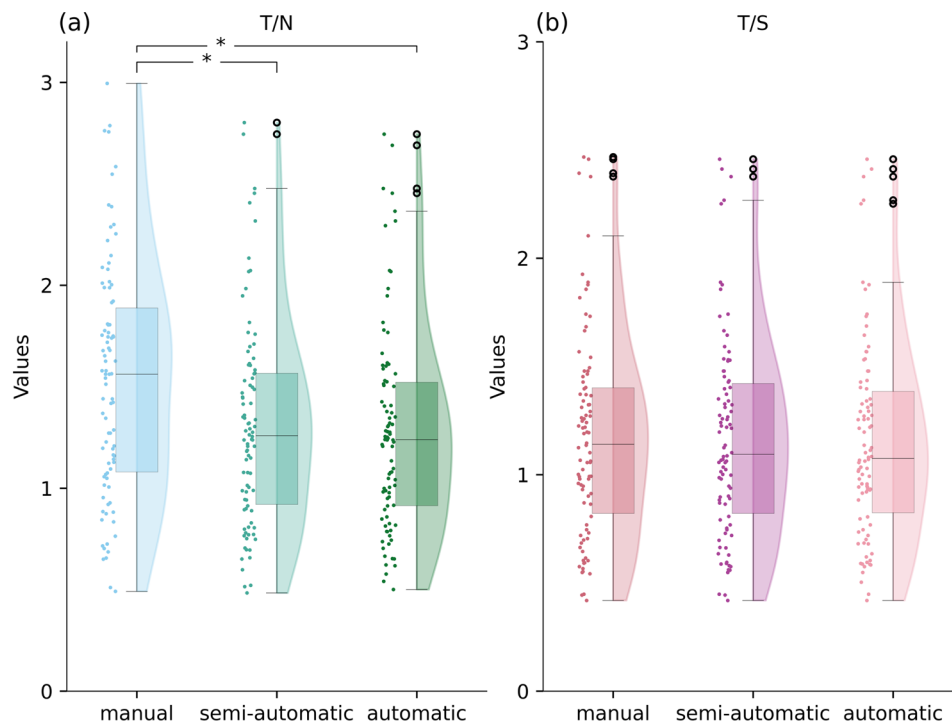 (a)
T/N
*
*
Values
3
2
1
0
manual
semi-automatic
automatic
(b)
T/S
Values
3
2
1
0
manual
semi-automatic
automatic